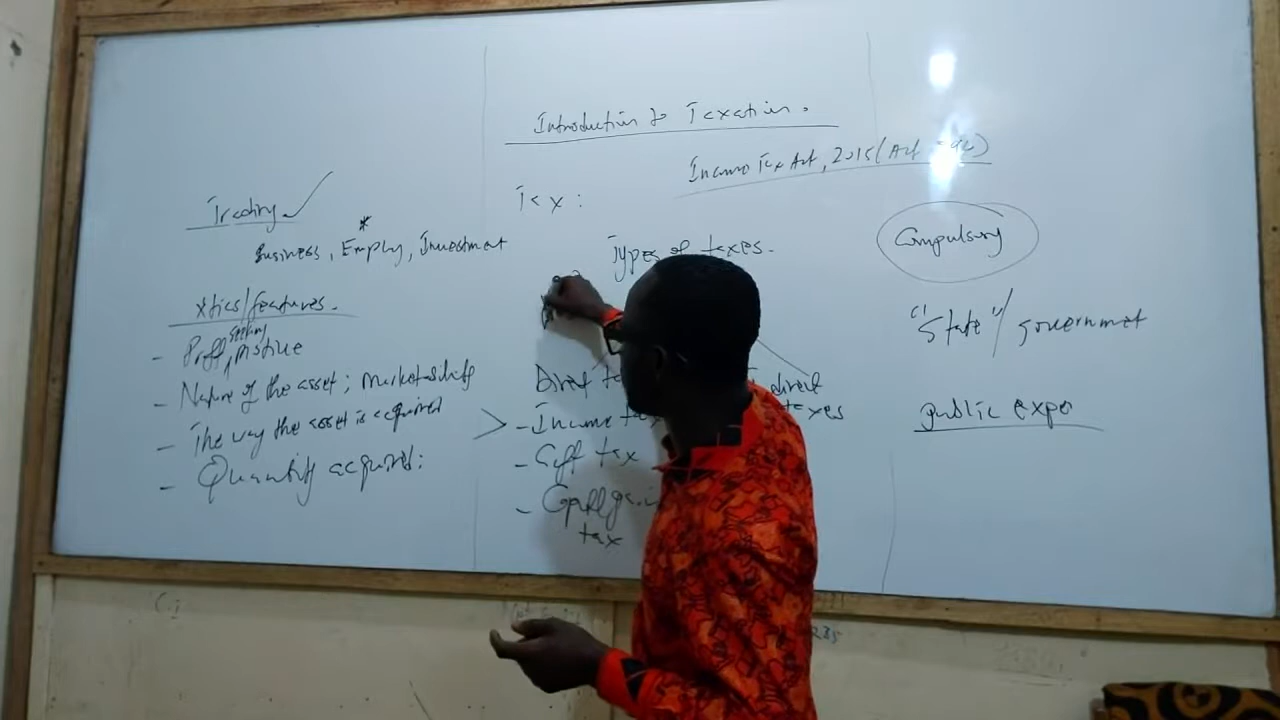 Introduction to Taxation.
Income Tax Act, 2015 (Act
Tax:
Trading
*
Business, Employ, Investment
Types of taxes.
Compulsory
xtics/features.
"State"/government
- Profit seeking motive
- Nature of the asset; marketability
- The way the asset is acquired
- Quantity acquired:
Direct
direct
taxes
- Income tax
- Gift tax
- Capital gain
tax
public expo